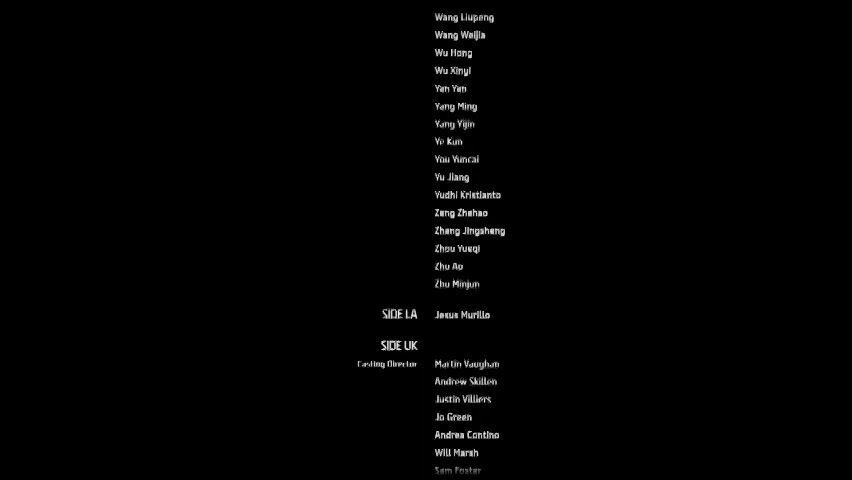 Wang Liupeng
Wang Weijia
Wu Hong
Wu Xinyi
Yan Yan
Yang Ming
Yang Yijin
Ye Kun
You Yuncai
Yu Jiang
Yudhi Kristianto
Zeng Zhehao
Zhang Jingsheng
Zhou Yueqi
Zhu Ao
Zhu Minjun
SIDE LA Jesus Murillo
SIDE UK
Casting Director Martin Vaughan
Andrew Skillen
Justin Villiers
Jo Green
Andrea Contino
Will Marsh
Sam Foster